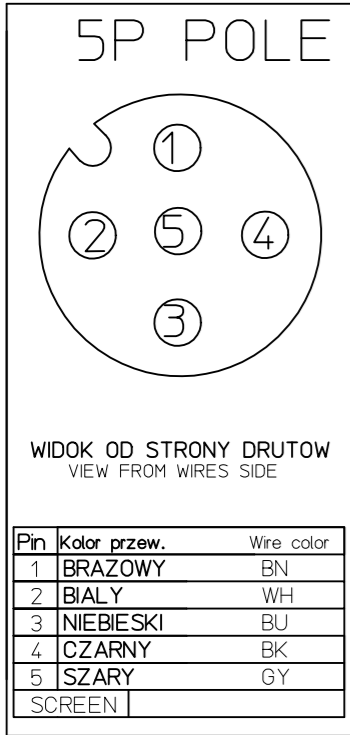 5P POLE
1
2 5 4
3
WIDOK OD STRONY DRUTOW
VIEW FROM WIRES SIDE
Pin Kolor przew. Wire color
1 BRAZOWY BN
2 BIALY WH
3 NIEBIESKI BU
4 CZARNY BK
5 SZARY GY
SCREEN